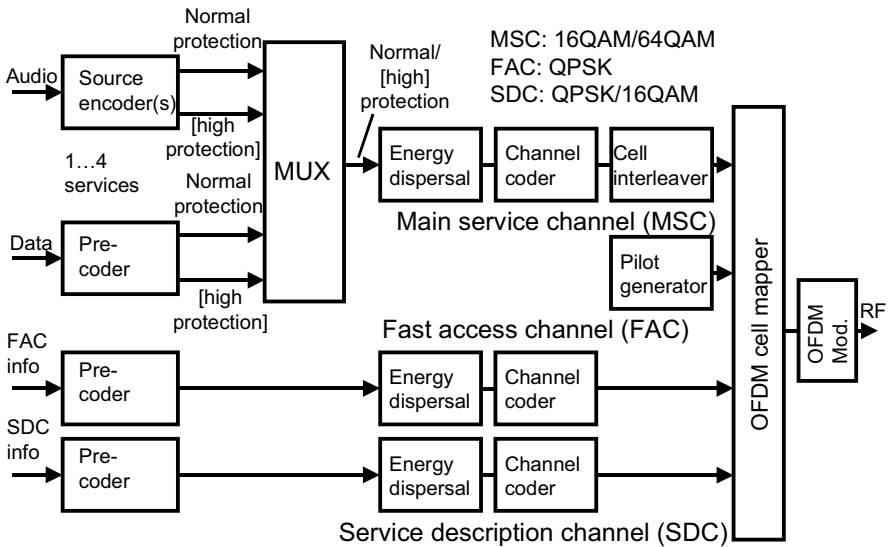 Normal
protection
Audio
Source
encoder(s)
[high
protection]
1...4
services
Normal
protection
Data
Pre-
coder
[high
protection]
MUX
Normal/
[high]
protection
MSC: 16QAM/64QAM
FAC: QPSK
SDC: QPSK/16QAM
Energy
dispersal
Channel
coder
Cell
interleaver
Main service channel (MSC)
Pilot
generator
Fast access channel (FAC)
FAC
info
Pre-
coder
Energy
dispersal
Channel
coder
SDC
info
Pre-
coder
Energy
dispersal
Channel
coder
Service description channel (SDC)
OFDM cell mapper
OFDM
Mod.
RF